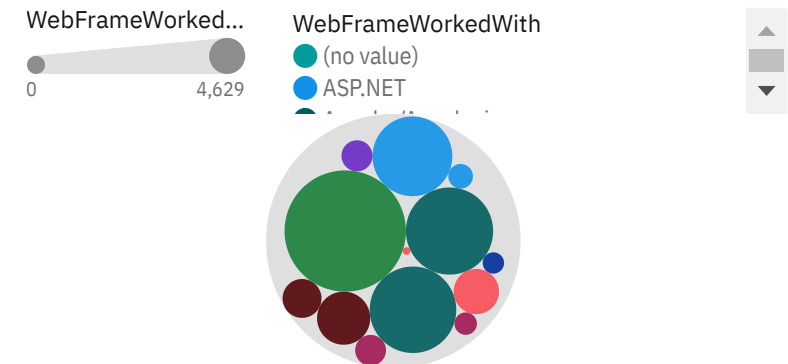 WebFrameWorked...
0
4,629
WebFrameWorkedWith
(no value)
ASP.NET